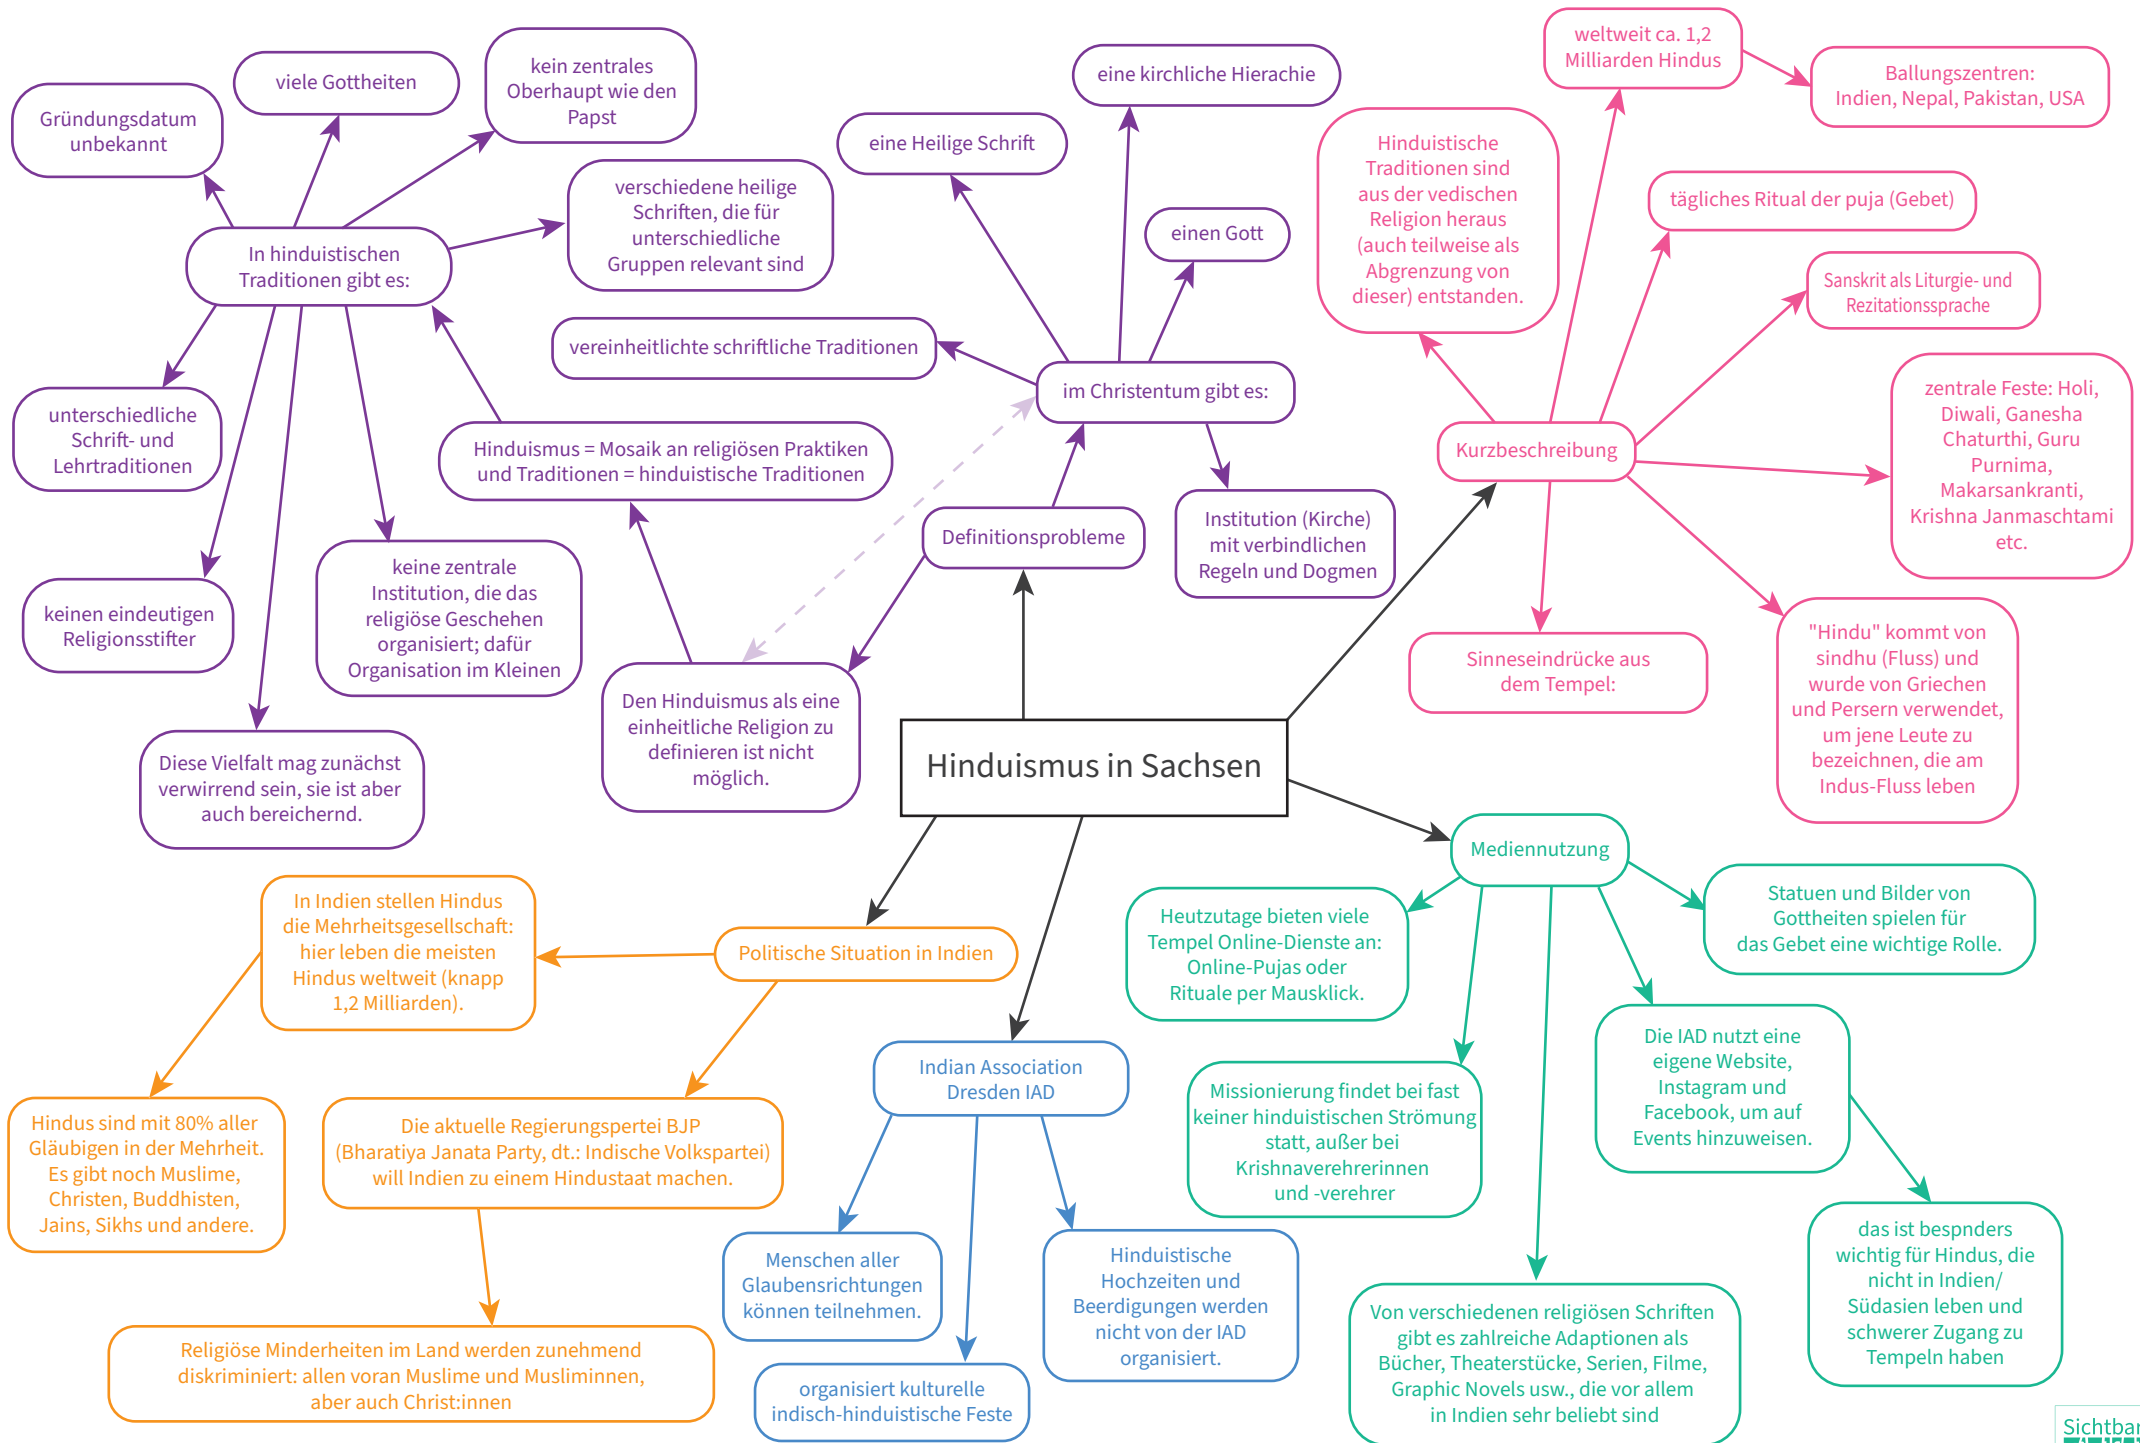 Hinduismus in Sachsen
Definitionsprobleme
im Christentum gibt es:
eine kirchliche Hierachie
eine Heilige Schrift
einen Gott
vereinheitlichte schriftliche Traditionen
Institution (Kirche)
mit verbindlichen
Regeln und Dogmen
Den Hinduismus als eine
einheitliche Religion zu
definieren ist nicht
möglich.
Hinduismus = Mosaik an religiösen Praktiken
und Traditionen = hinduistische Traditionen
In hinduistischen
Traditionen gibt es:
Gründungsdatum
unbekannt
viele Gottheiten
kein zentrales
Oberhaupt wie den
Papst
verschiedene heilige
Schriften, die für
unterschiedliche
Gruppen relevant sind
unterschiedliche
Schrift- und
Lehrtraditionen
keinen eindeutigen
Religionsstifter
keine zentrale
Institution, die das
religiöse Geschehen
organisiert; dafür
Organisation im Kleinen
Diese Vielfalt mag zunächst
verwirrend sein, sie ist aber
auch bereichernd.
Kurzbeschreibung
Hinduistische
Traditionen sind
aus der vedischen
Religion heraus
(auch teilweise als
Abgrenzung von
dieser) entstanden.
weltweit ca. 1,2
Milliarden Hindus
Ballungszentren:
Indien, Nepal, Pakistan, USA
tägliches Ritual der puja (Gebet)
Sanskrit als Liturgie- und
Rezitationssprache
zentrale Feste: Holi,
Diwali, Ganesha
Chaturthi, Guru
Purnima,
Makarsankranti,
Krishna Janmaschtami
etc.
"Hindu" kommt von
sindhu (Fluss) und
wurde von Griechen
und Persern verwendet,
um jene Leute zu
bezeichnen, die am
Indus-Fluss leben
Sinneseindrücke aus
dem Tempel:
Mediennutzung
Statuen und Bilder von
Gottheiten spielen für
das Gebet eine wichtige Rolle.
Heutzutage bieten viele
Tempel Online-Dienste an:
Online-Pujas oder
Rituale per Mausklick.
Missionierung findet bei fast
keiner hinduistischen Strömung
statt, außer bei
Krishnaverehrerinnen
und -verehrer
Die IAD nutzt eine
eigene Website,
Instagram und
Facebook, um auf
Events hinzuweisen.
das ist bespnders
wichtig für Hindus, die
nicht in Indien/
Südasien leben und
schwerer Zugang zu
Tempeln haben
Von verschiedenen religiösen Schriften
gibt es zahlreiche Adaptionen als
Bücher, Theaterstücke, Serien, Filme,
Graphic Novels usw., die vor allem
in Indien sehr beliebt sind
Politische Situation in Indien
In Indien stellen Hindus
die Mehrheitsgesellschaft:
hier leben die meisten
Hindus weltweit (knapp
1,2 Milliarden).
Hindus sind mit 80% aller
Gläubigen in der Mehrheit.
Es gibt noch Muslime,
Christen, Buddhisten,
Jains, Sikhs und andere.
Die aktuelle Regierungspertei BJP
(Bharatiya Janata Party, dt.: Indische Volkspartei)
will Indien zu einem Hindustaat machen.
Religiöse Minderheiten im Land werden zunehmend
diskriminiert: allen voran Muslime und Musliminnen,
aber auch Christ:innen
Indian Association
Dresden IAD
Menschen aller
Glaubensrichtungen
können teilnehmen.
organisiert kulturelle
indisch-hinduistische Feste
Hinduistische
Hochzeiten und
Beerdigungen werden
nicht von der IAD
organisiert.
Sichtbar